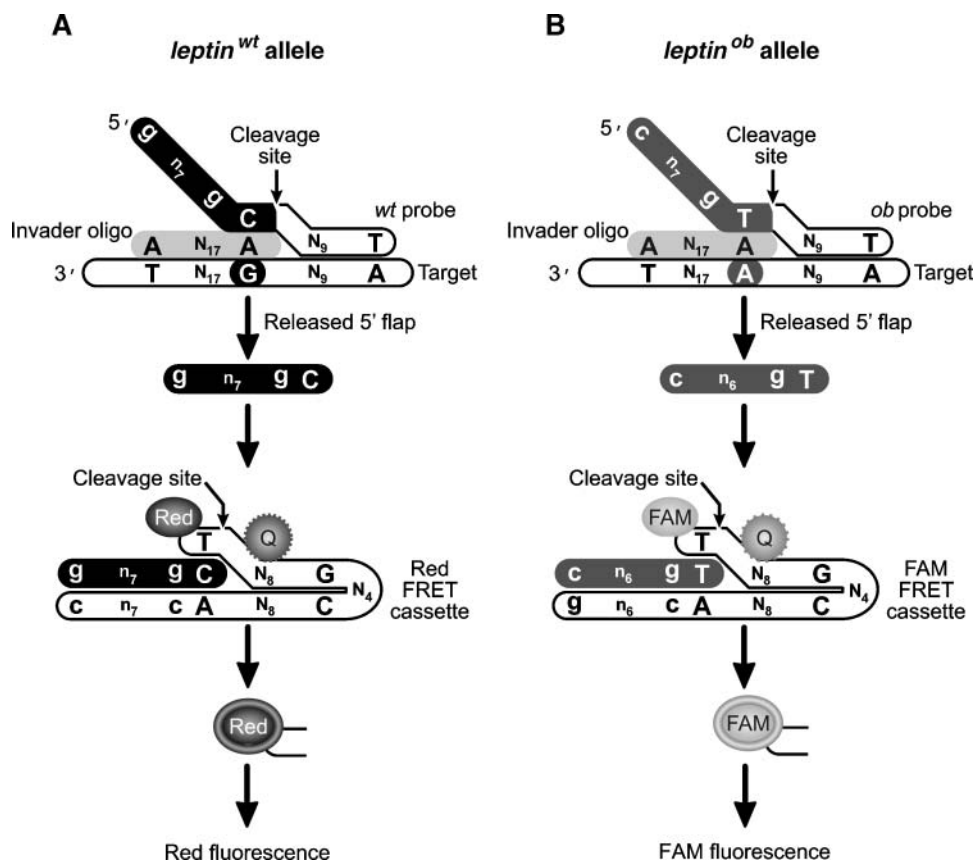 A
leptin wt allele
5′
g
n7
g
C
Cleavage
site
wt probe
Invader oligo
A N17 A N9 T
3′
T N17 G N9 A
Target
Released 5' flap
g n7 g C
Cleavage site
Red
Q
T
g n7 g C N8 G
c n7 c A N8 C
N4
Red
FRET
cassette
Red
Red fluorescence
B
leptin ob allele
5′
c
n7
g
T
Cleavage
site
ob probe
Invader oligo
A N17 A N9 T
3′
T N17 A N9 A
Target
Released 5' flap
c n6 g T
Cleavage site
FAM
Q
T
c n6 g T N8 G
g n6 c A N8 C
N4
FAM
FRET
cassette
FAM
FAM fluorescence